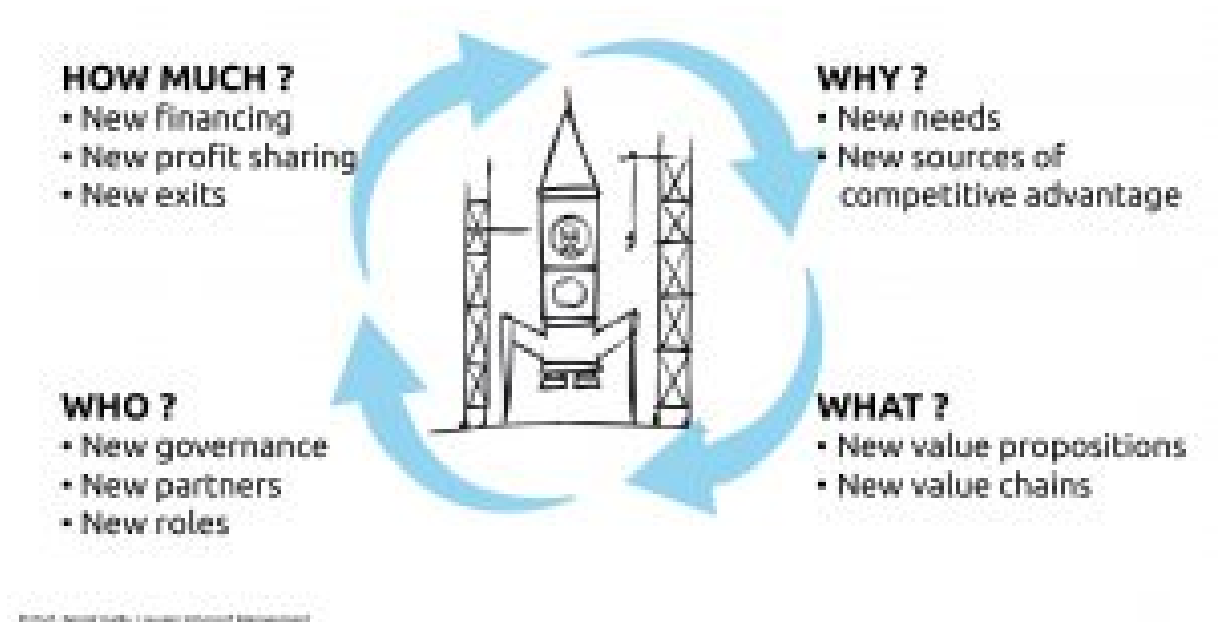 HOW MUCH ?
• New financing
• New profit sharing
• New exits
WHY ?
• New needs
• New sources of
competitive advantage
WHO ?
• New governance
• New partners
• New roles
WHAT ?
• New value propositions
• New value chains